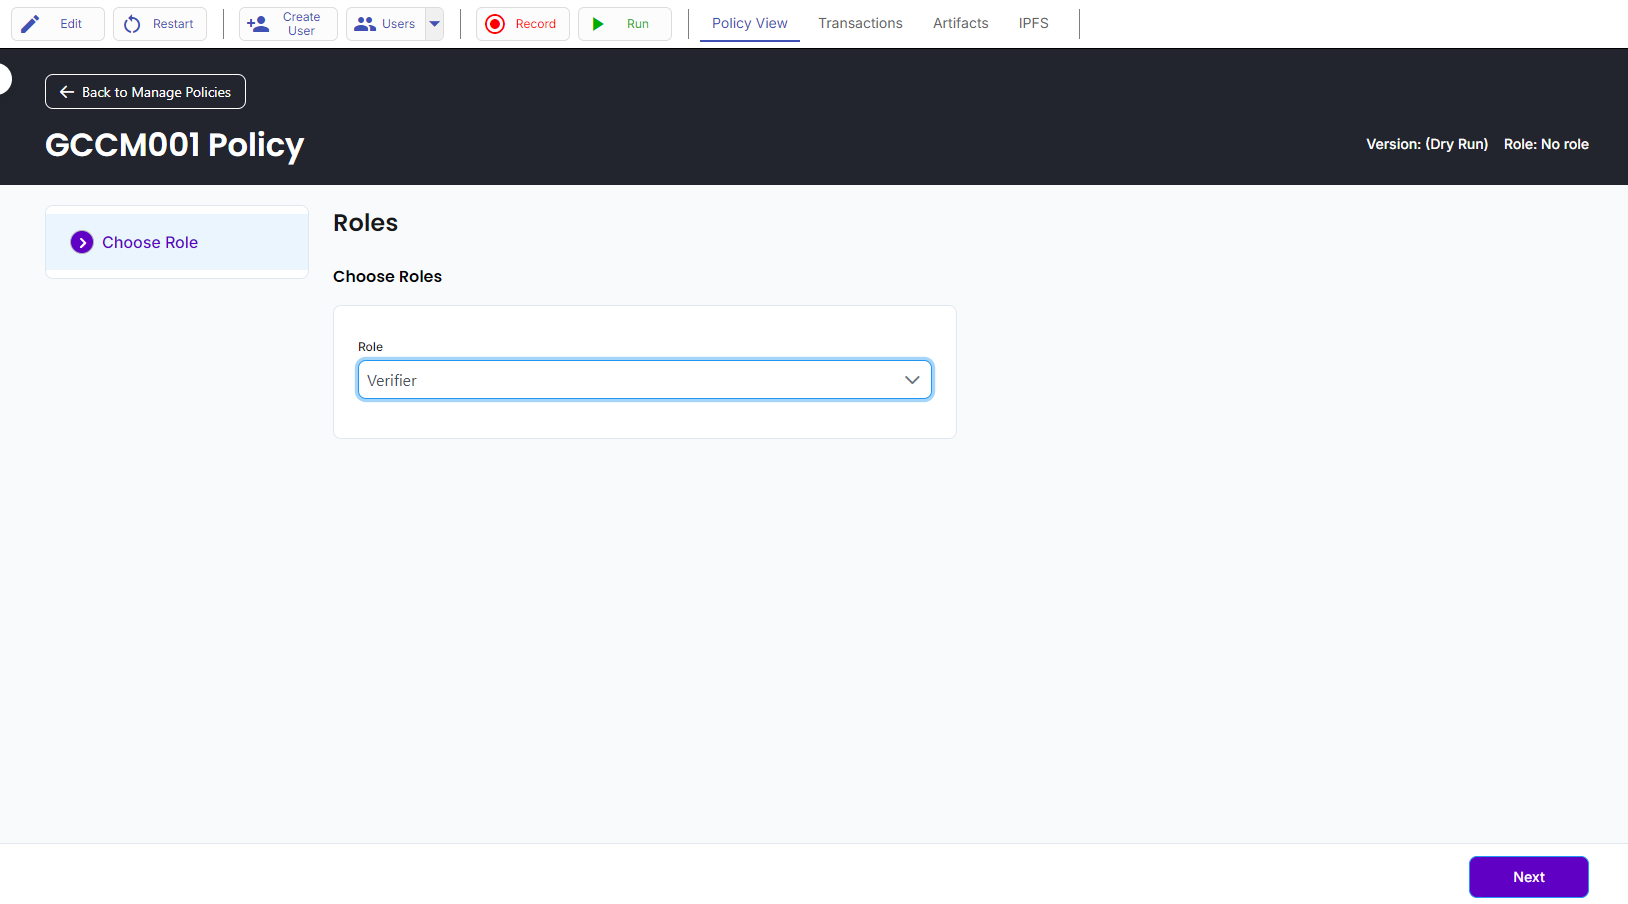 Edit
Restart
Create
User
Users
Record
Run
Policy View
Transactions
Artifacts
IPFS
Back to Manage Policies
GCCM001 Policy
Version: (Dry Run)
Role: No role
Choose Role
Roles
Choose Roles
Role
Verifier
Next